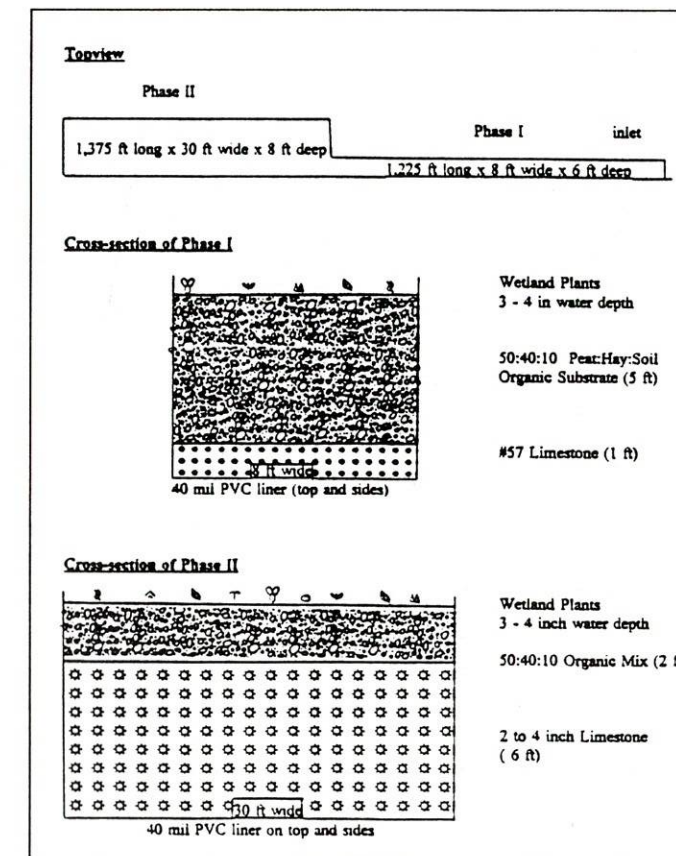 Topview
Phase II
Phase I inlet
1,375 ft long x 30 ft wide x 8 ft deep
1,225 ft long x 8 ft wide x 6 ft deep
Cross-section of Phase I
Wetland Plants
3 - 4 in water depth
50:40:10 Peat:Hay:Soil
Organic Substrate (5 ft)
#57 Limestone (1 ft)
8 ft wide
40 mil PVC liner (top and sides)
Cross-section of Phase II
Wetland Plants
3 - 4 inch water depth
50:40:10 Organic Mix (2 f
2 to 4 inch Limestone
( 6 ft)
30 ft wide
40 mil PVC liner on top and sides